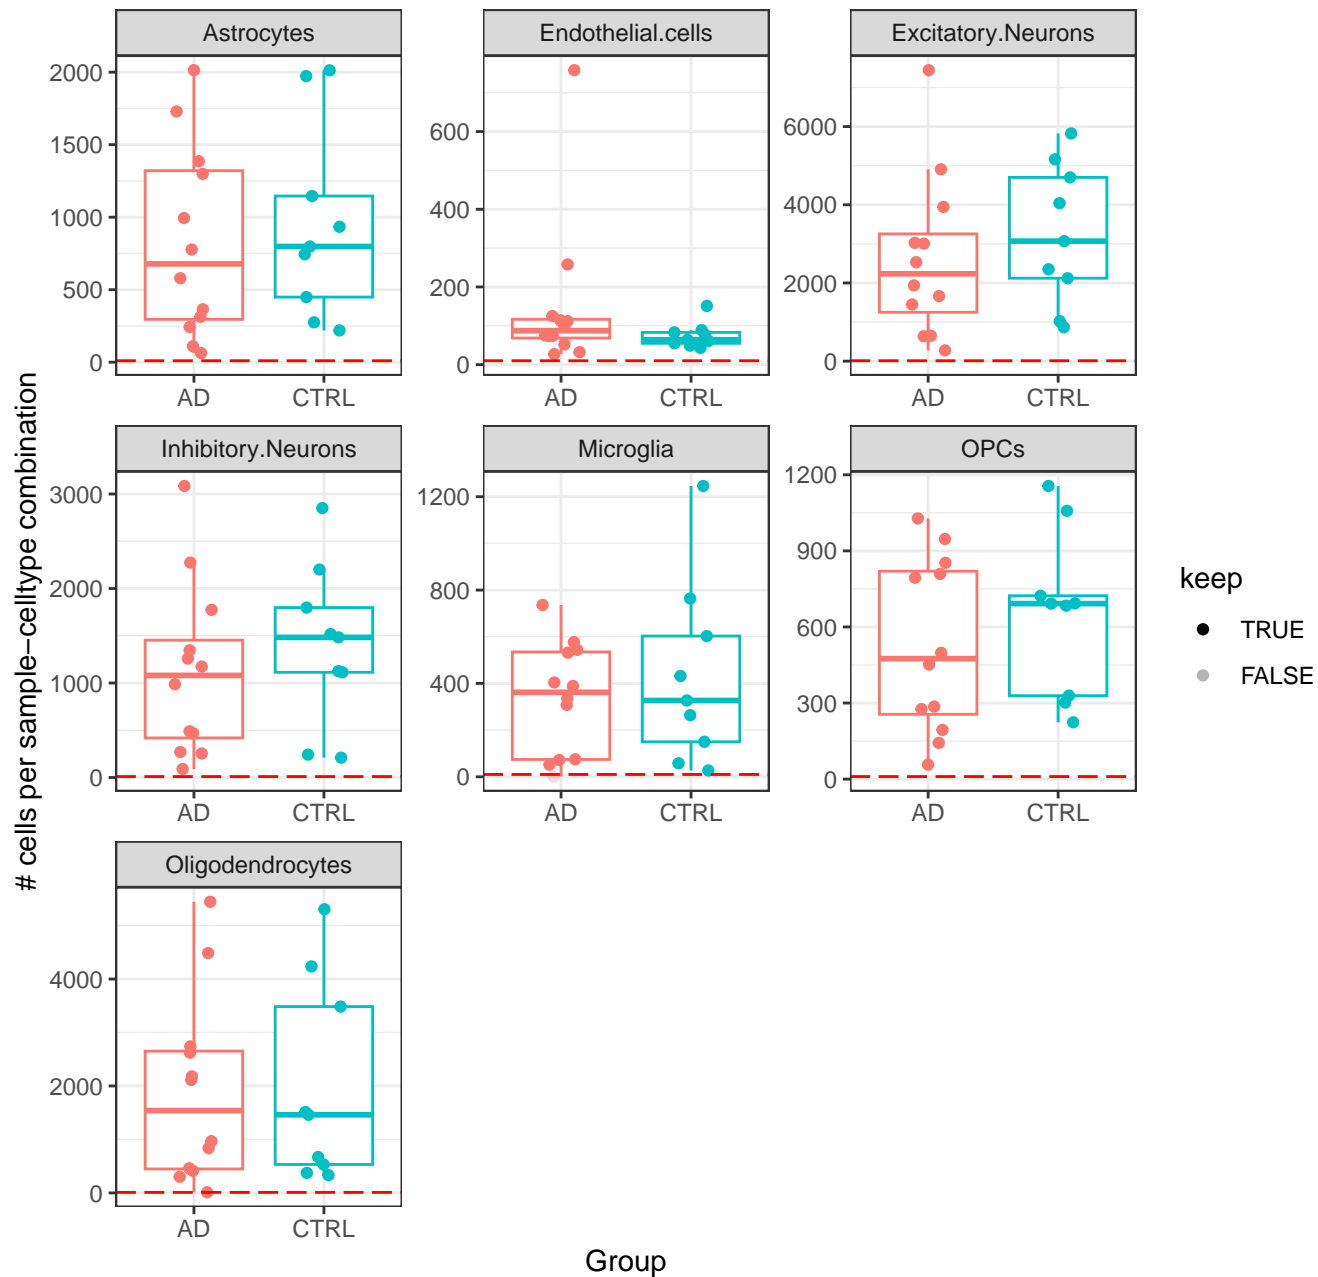 Astrocytes
Endothelial.cells
Excitatory.Neurons
2000
1500
1000
500
0
600
400
200
0
6000
4000
2000
0
AD
CTRL
AD
CTRL
AD
CTRL
Inhibitory.Neurons
Microglia
OPCs
3000
2000
1000
0
1200
800
400
0
1200
900
600
300
0
AD
CTRL
AD
CTRL
AD
CTRL
Oligodendrocytes
4000
2000
0
AD
CTRL
# cells per sample−celltype combination
Group
keep
TRUE
FALSE